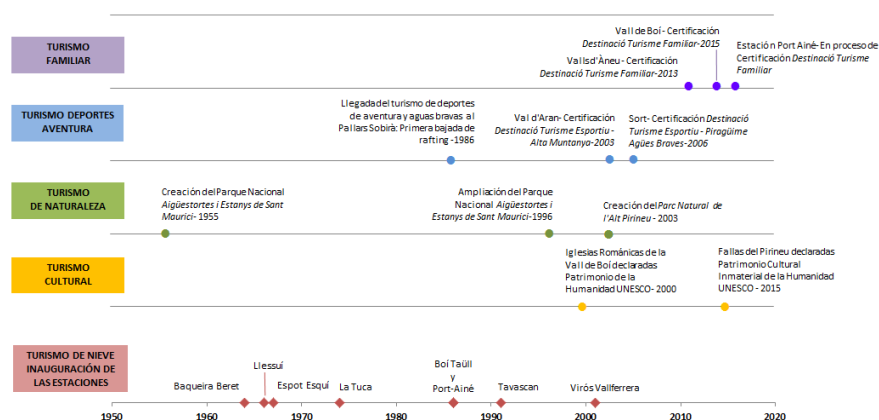 TURISMO
FAMILIAR
Vall de Boí- Certificación
Destinació Turisme Familiar-2015
Vallsd'Àneu- Certificación
Destinació Turisme Familiar-2013
Estación Port Ainé-En proceso de
Certificación Destinació Turisme
Familiar
TURISMO DEPORTES
AVENTURA
Llegada del turismo de deportes
de aventura y aguas bravas al
Pallars Sobirà: Primera bajada de
rafting -1986
Val d'Aran- Certificación
Destinació Turisme Esportiu -
Alta Muntanya-2003
Sort- Certificación Destinació
Turisme Esportiu - Piragüime
Agües Braves-2006
TURISMO
DE NATURALEZA
Creación del Parque Nacional
Aigüestortes i Estanys de Sant
Maurici- 1955
Ampliación del Parque
Nacional Aigüestortes i
Estanys de Sant Maurici-1996
Creación del Parc Natural de
l'Alt Pirineu - 2003
TURISMO
CULTURAL
Iglesias Románicas de la
Vall de Boí declaradas
Patrimonio de la
Humanidad UNESCO- 2000
Fallas del Pirineu declaradas
Patrimonio Cultural
Inmaterial de la Humanidad
UNESCO - 2015
TURISMO DE NIEVE
INAUGURACIÓN DE
LAS ESTACIONES
Baqueira Beret
Llessuí
Espot Esquí
La Tuca
Boí Taüll
y
Port-Ainé
Tavascan
Virós Vallferrera
1950 1960 1970 1980 1990 2000 2010 2020